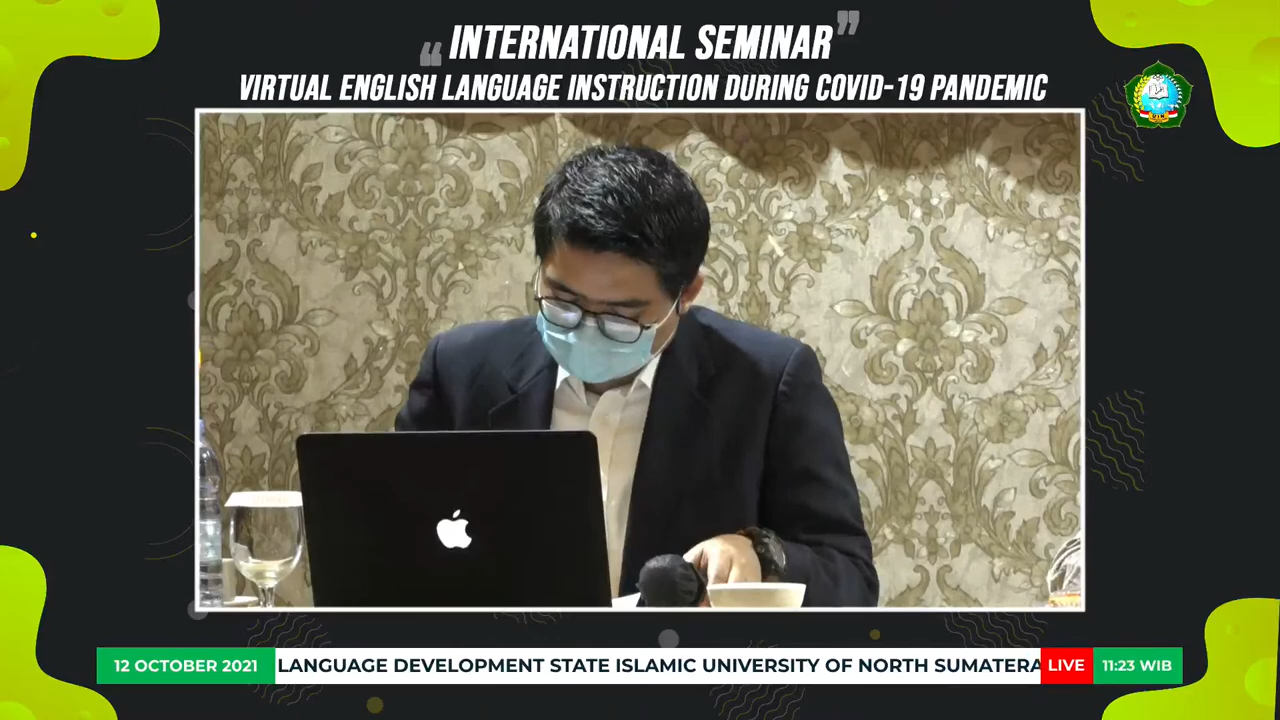 “ INTERNATIONAL SEMINAR ”
VIRTUAL ENGLISH LANGUAGE INSTRUCTION DURING COVID-19 PANDEMIC
12 OCTOBER 2021 LANGUAGE DEVELOPMENT STATE ISLAMIC UNIVERSITY OF NORTH SUMATERA LIVE 11:23 WIB